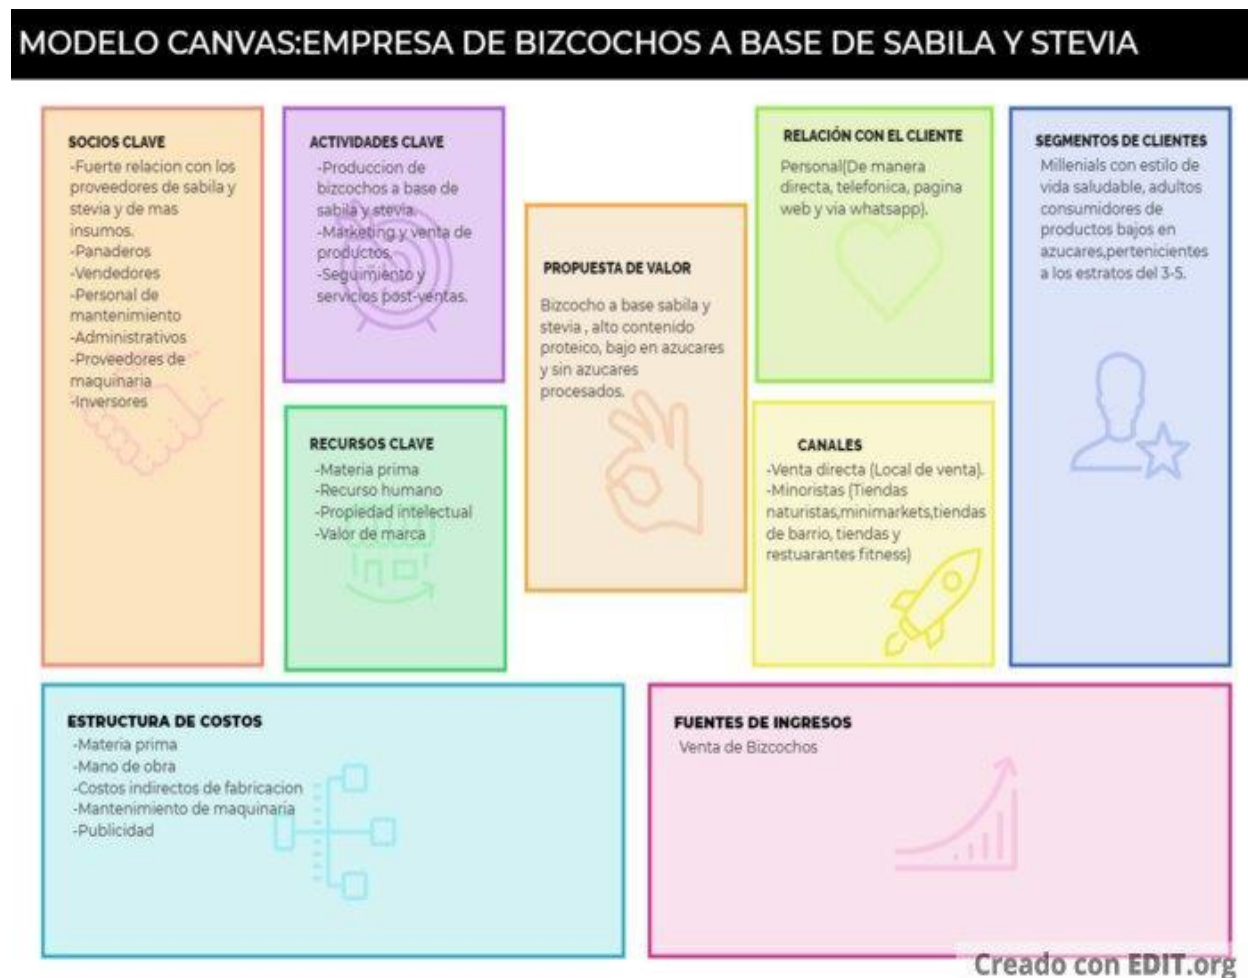 MODELO CANVAS:EMPRESA DE BIZCOCHOS A BASE DE SABILA Y STEVIA
SOCIOS CLAVE
-Fuerte relacion con los
proveedores de sabila y
stevia y de mas
insumos.
-Panaderos
-Vendedores
-Personal de
mantenimiento
-Administrativos
-Proveedores de
maquinaria
-Inversores
ACTIVIDADES CLAVE
-Produccion de
bizcochos a base de
sabila y stevia.
-Marketing y venta de
productos.
-Seguimiento y
servicios post-ventas.
RECURSOS CLAVE
-Materia prima
-Recurso humano
-Propiedad intelectual
-Valor de marca
PROPUESTA DE VALOR
Bizcocho a base sabila y
stevia , alto contenido
proteico, bajo en azucares
y sin azucares
procesados.
RELACIÓN CON EL CLIENTE
Personal(De manera
directa, telefonica, pagina
web y via whatsapp).
CANALES
-Venta directa (Local de venta).
-Minoristas (Tiendas
naturistas,minimarkets,tiendas
de barrio, tiendas y
restuarantes fitness)
SEGMENTOS DE CLIENTES
Millenials con estilo de
vida saludable, adultos
consumidores de
productos bajos en
azucares,pertenicientes
a los estratos del 3-5.
ESTRUCTURA DE COSTOS
-Materia prima
-Mano de obra
-Costos indirectos de fabricacion
-Mantenimiento de maquinaria
-Publicidad
FUENTES DE INGRESOS
Venta de Bizcochos
Creado con EDIT.org